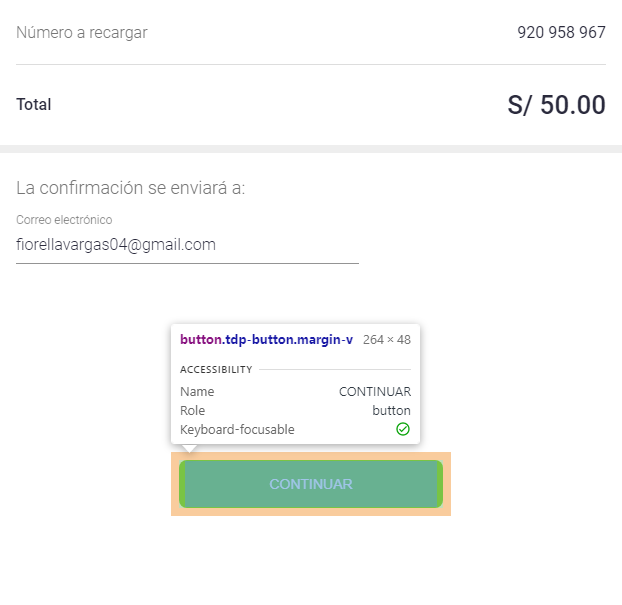 Número a recargar 920 958 967
Total S/ 50.00
La confirmación se enviará a:
Correo electrónico
fiorellavargas04@gmail.com
button.tdp-button.margin-v 264 × 48
ACCESSIBILITY
Name CONTINUAR
Role button
Keyboard-focusable
CONTINUAR